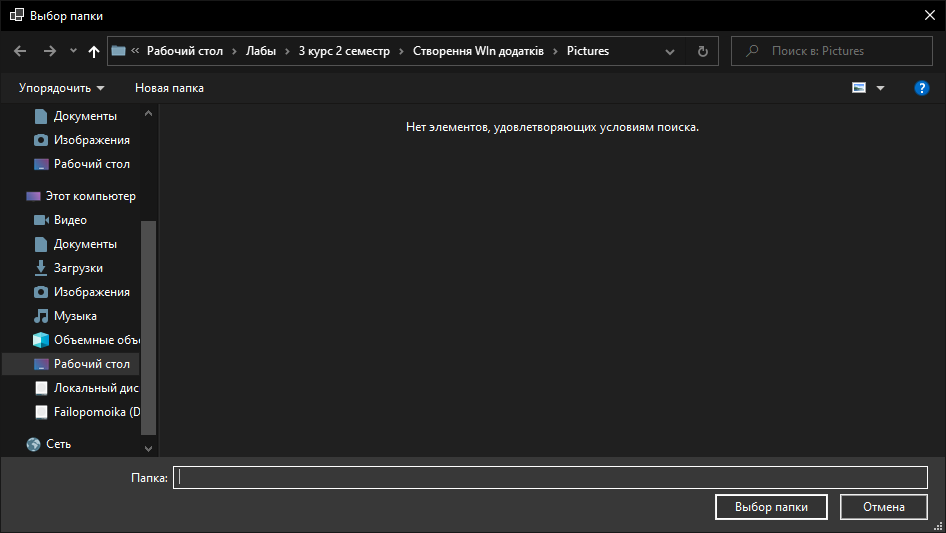 Выбор папки
« Рабочий стол › Лабы › 3 курс 2 семестр › Створення WIn додатків › Pictures
Поиск в: Pictures
Упорядочить
Новая папка
?
Документы
Изображения
Рабочий стол
Этот компьютер
Видео
Документы
Загрузки
Изображения
Музыка
Объемные объ
Рабочий стол
Локальный дис
Failopomoika (D
Сеть
Нет элементов, удовлетворяющих условиям поиска.
Папка:
Выбор папки
Отмена